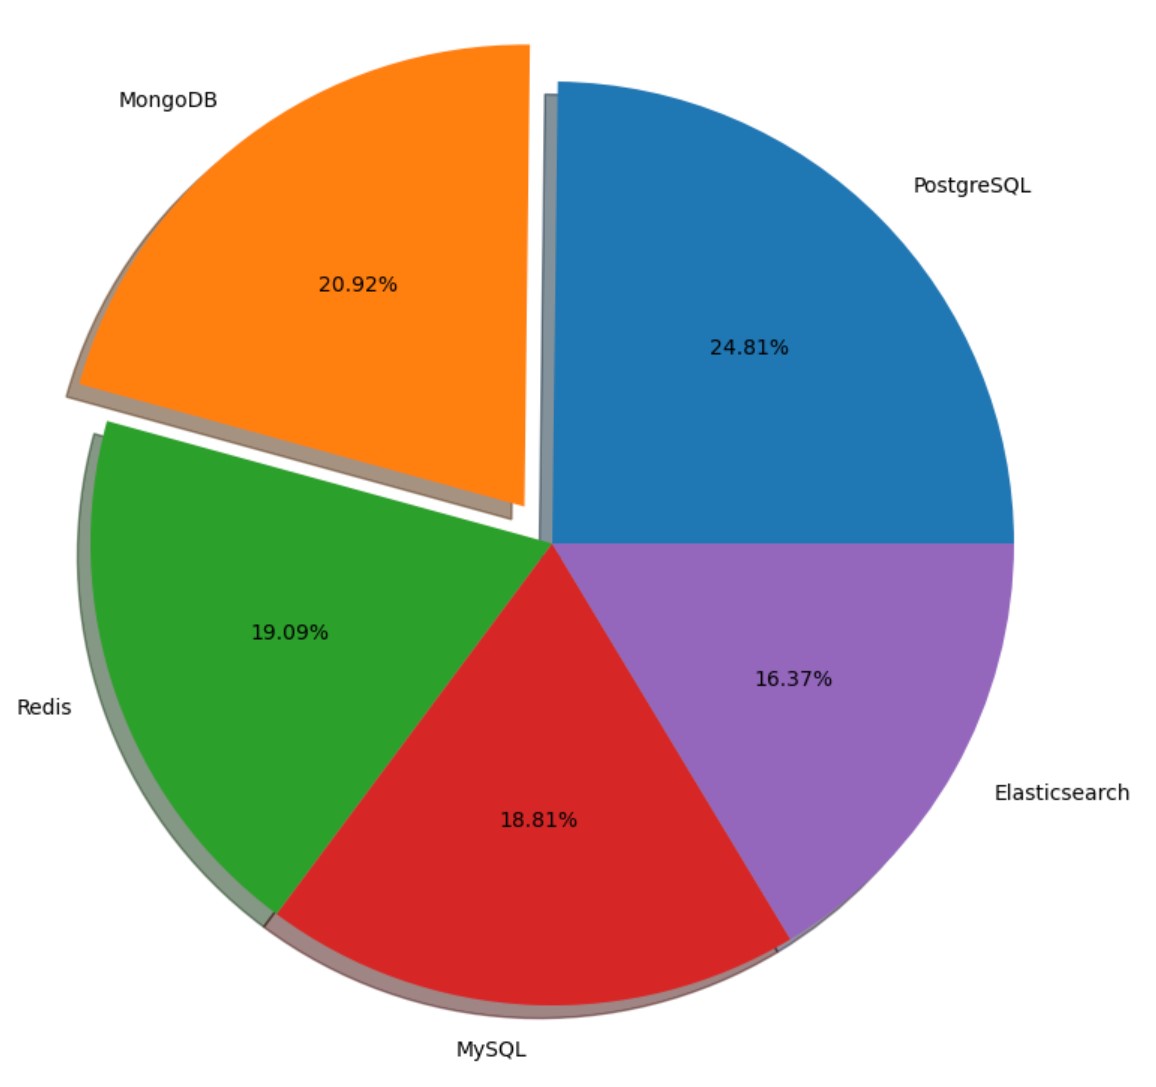 MongoDB
PostgreSQL
20.92%
24.81%
19.09%
16.37%
Redis
Elasticsearch
18.81%
MySQL